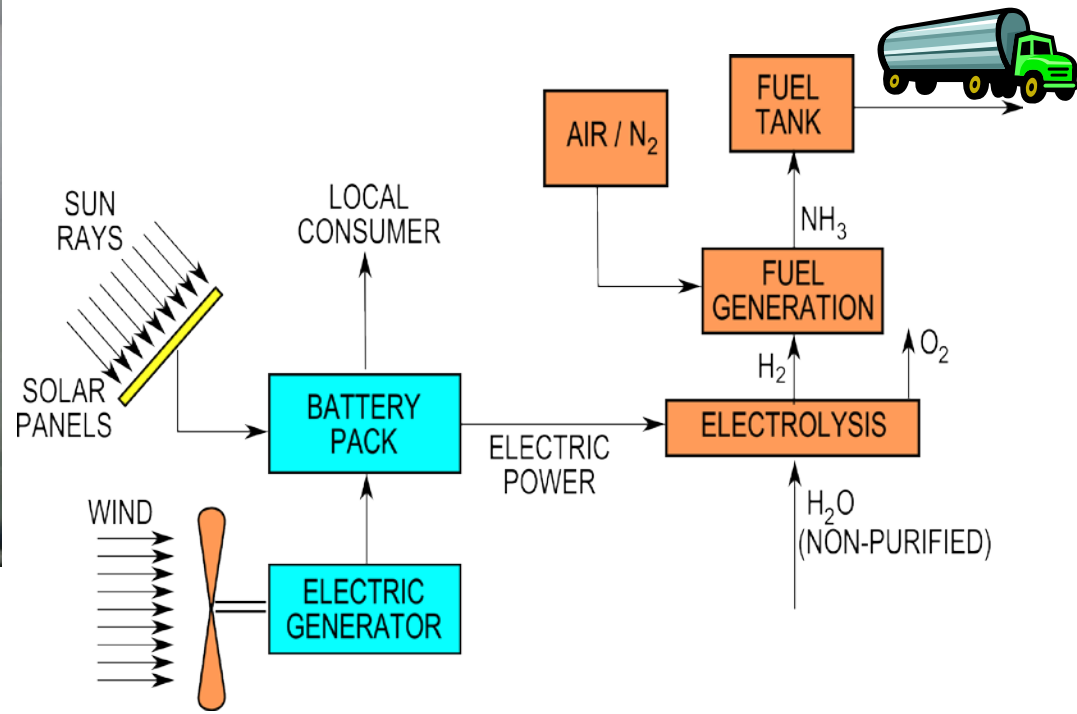 FUEL
TANK
AIR / N₂
SUN
RAYS
LOCAL
CONSUMER
NH₃
FUEL
GENERATION
H₂
O₂
SOLAR
PANELS
BATTERY
PACK
ELECTROLYSIS
ELECTRIC
POWER
WIND
H₂O
(NON-PURIFIED)
ELECTRIC
GENERATOR